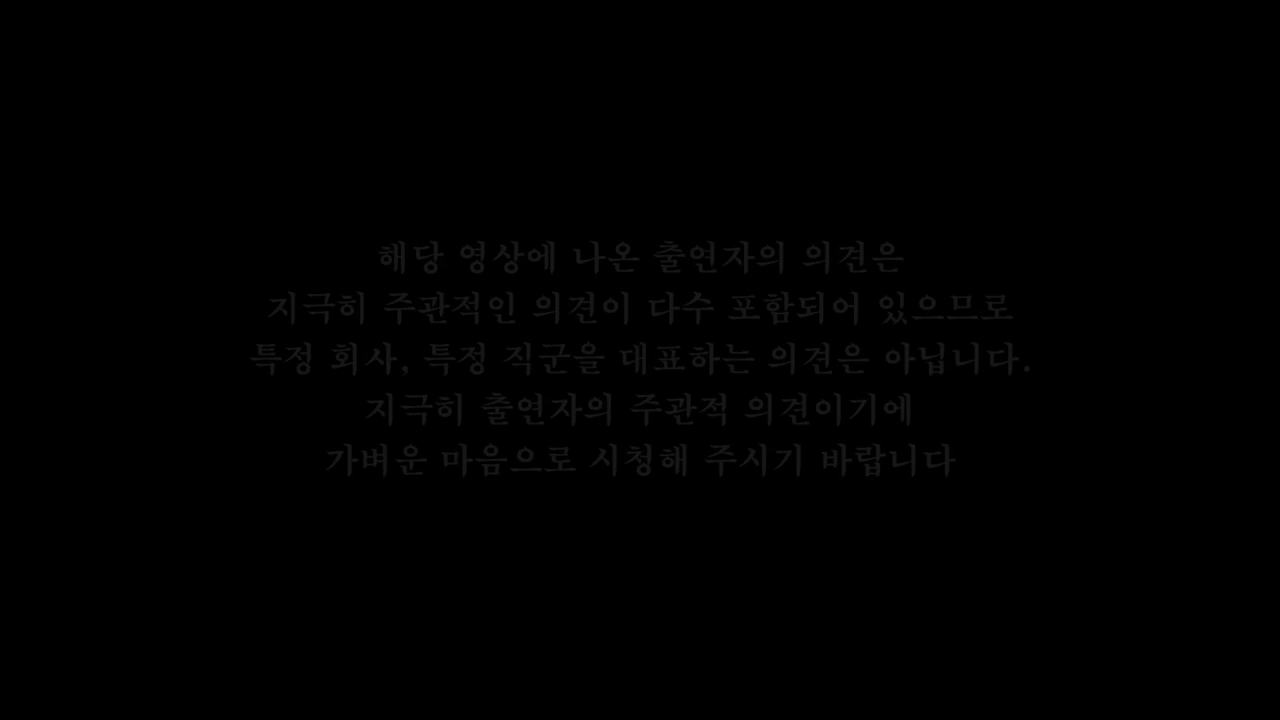 해당 영상에 나온 출연자의 의견은
지극히 주관적인 의견이 다수 포함되어 있으므로
특정 회사, 특정 직군을 대표하는 의견은 아닙니다.
지극히 출연자의 주관적 의견이기에
가벼운 마음으로 시청해 주시기 바랍니다